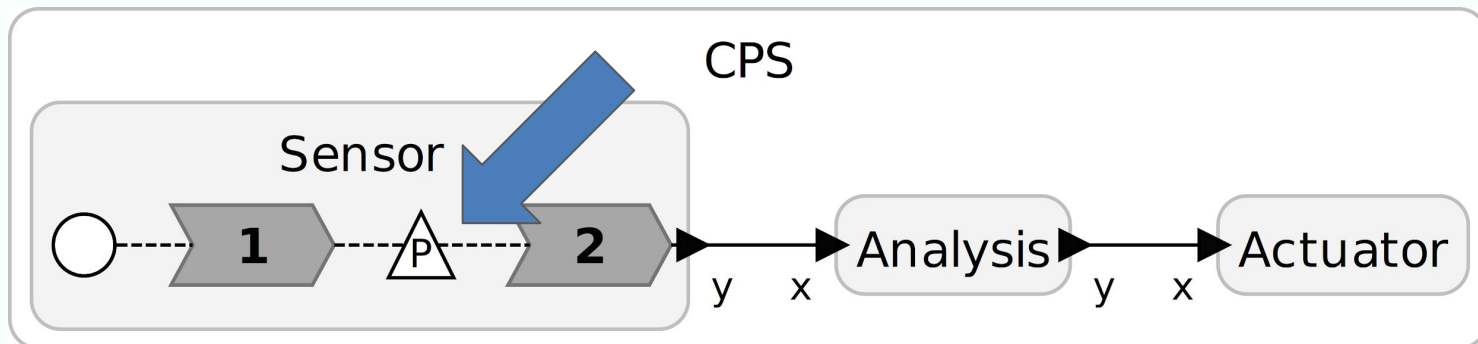 CPS
Sensor
1 P 2 Analysis Actuator
y x y x